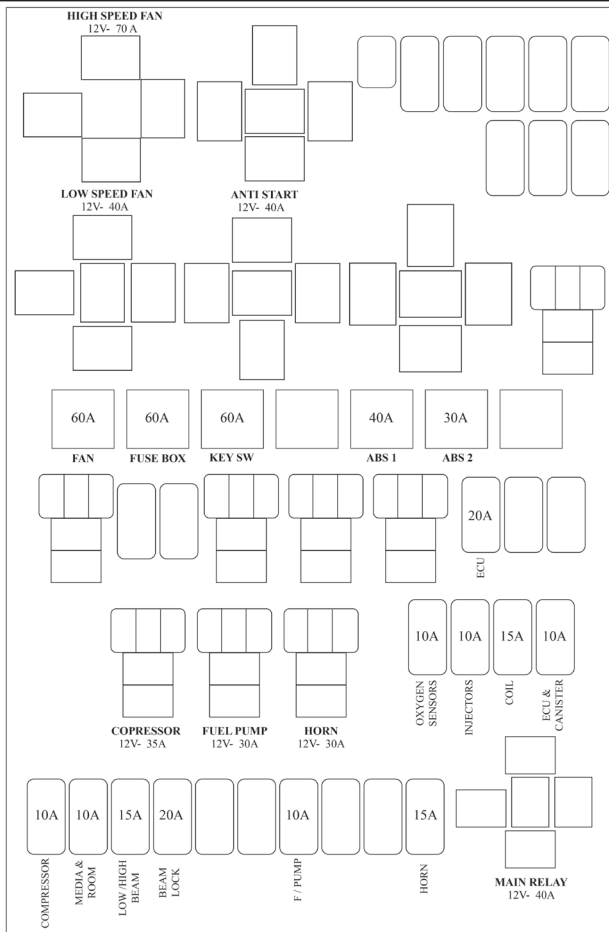 HIGH SPEED FAN
12V- 70 A
LOW SPEED FAN
12V- 40A
ANTI START
12V- 40A
60A
60A
60A
40A
30A
FAN
FUSE BOX
KEY SW
ABS 1
ABS 2
20A
ECU
10A
10A
15A
10A
OXYGEN
SENSORS
INJECTORS
COIL
ECU &
CANISTER
COPRESSOR
12V- 35A
FUEL PUMP
12V- 30A
HORN
12V- 30A
10A
10A
15A
20A
10A
15A
COMPRESSOR
MEDIA &
ROOM
LOW /HIGH
BEAM
BEAM
LOCK
F / PUMP
HORN
MAIN RELAY
12V- 40A